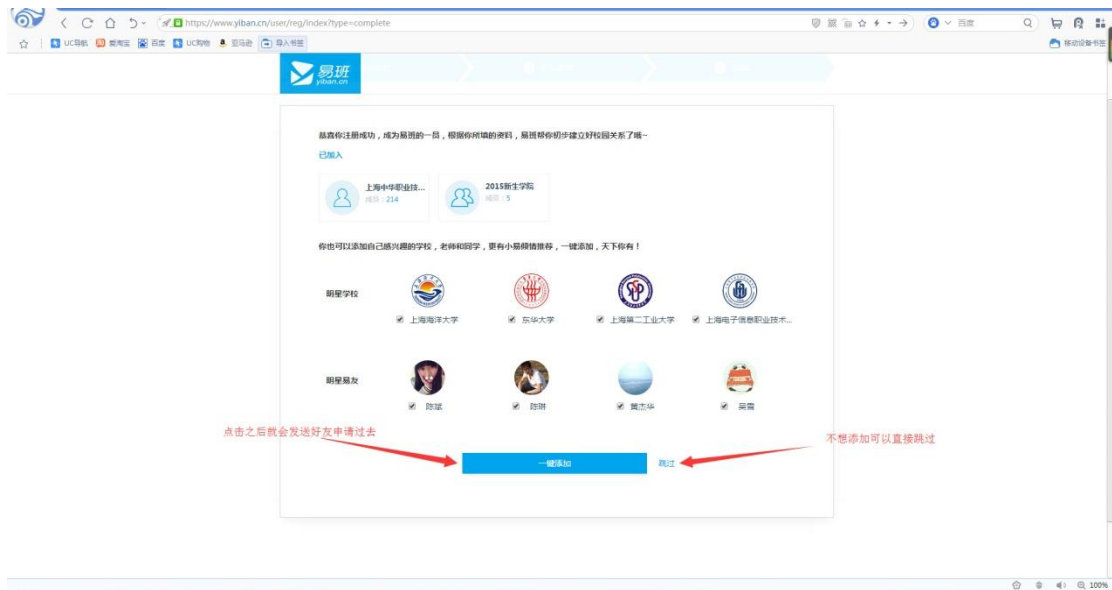 https://www.yiban.cn/user/reg/index?type=complete
百度
UC导航 爱淘宝 百度 UC购物 亚马逊 导入书签
移动设备书签
易班
yiban.cn
恭喜你注册成功，成为易班的一员，根据你所填的资料，易班帮你初步建立好校园关系了哦~
已加入
上海中华职业技...
成员：214
2015新生学院
成员：5
你也可以添加自己感兴趣的学校，老师和同学，更有小易倾情推荐，一键添加，天下你有！
明星学校
上海海洋大学
东华大学
上海第二工业大学
上海电子信息职业技术...
明星易友
陈斌
陈琳
黄杰华
吴雪
点击之后就会发送好友申请过去
不想添加可以直接跳过
一键添加
跳过
100%